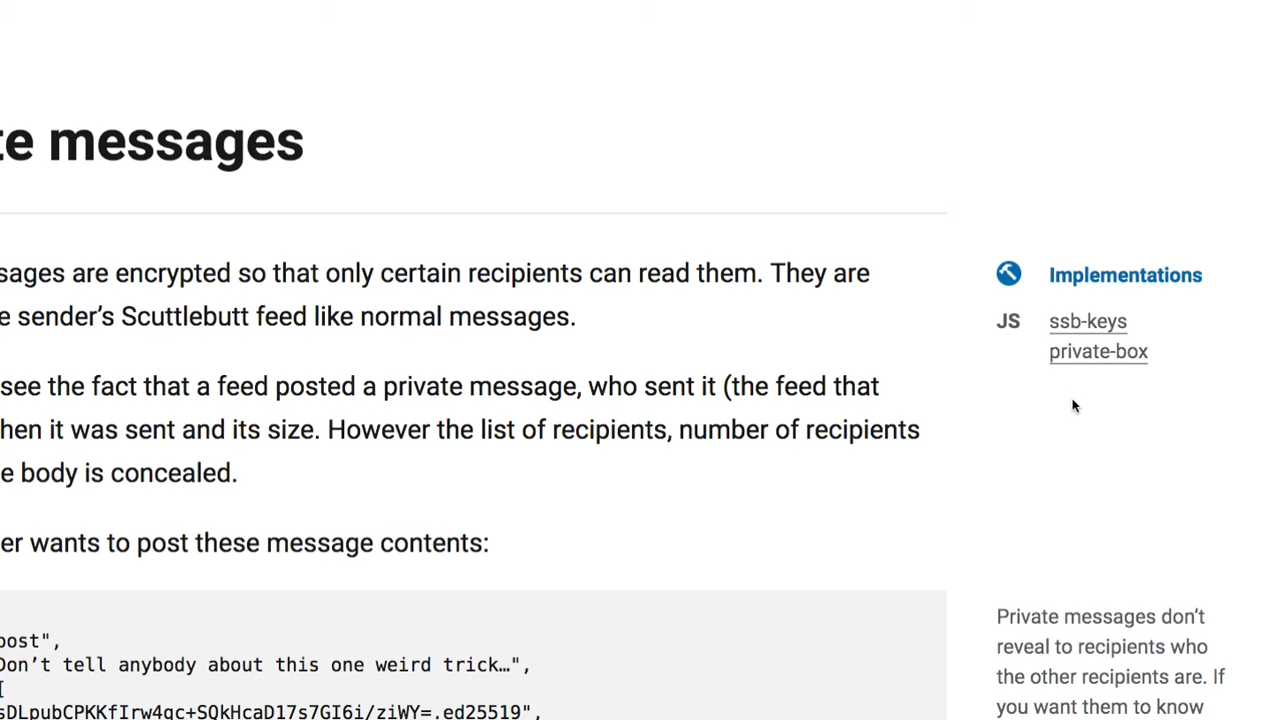 te messages
sages are encrypted so that only certain recipients can read them. They are
e sender’s Scuttlebutt feed like normal messages.
see the fact that a feed posted a private message, who sent it (the feed that
hen it was sent and its size. However the list of recipients, number of recipients
e body is concealed.
er wants to post these message contents:
post",
Don’t tell anybody about this one weird trick…",
[
sDLpubCPKKfIrw4gc+SQkHcaD17s7GI6i/ziWY=.ed25519",
Implementations
JS ssb-keys
private-box
Private messages don’t
reveal to recipients who
the other recipients are. If
you want them to know